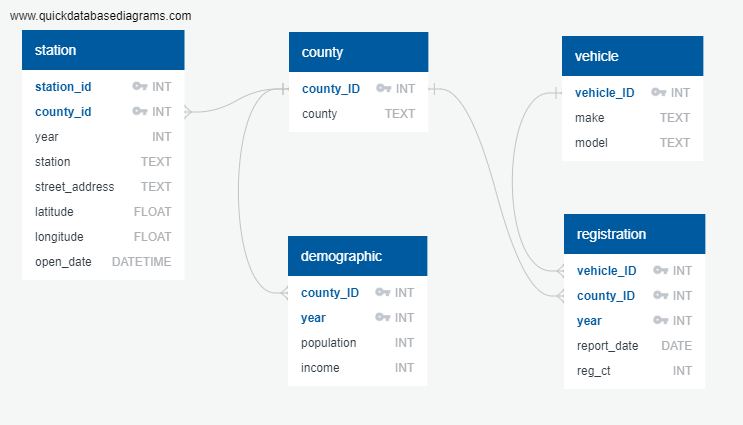 www.quickdatabasediagrams.com
station
station_id INT
county_id INT
year INT
station TEXT
street_address TEXT
latitude FLOAT
longitude FLOAT
open_date DATETIME
county
county_ID INT
county TEXT
vehicle
vehicle_ID INT
make TEXT
model TEXT
demographic
county_ID INT
year INT
population INT
income INT
registration
vehicle_ID INT
county_ID INT
year INT
report_date DATE
reg_ct INT